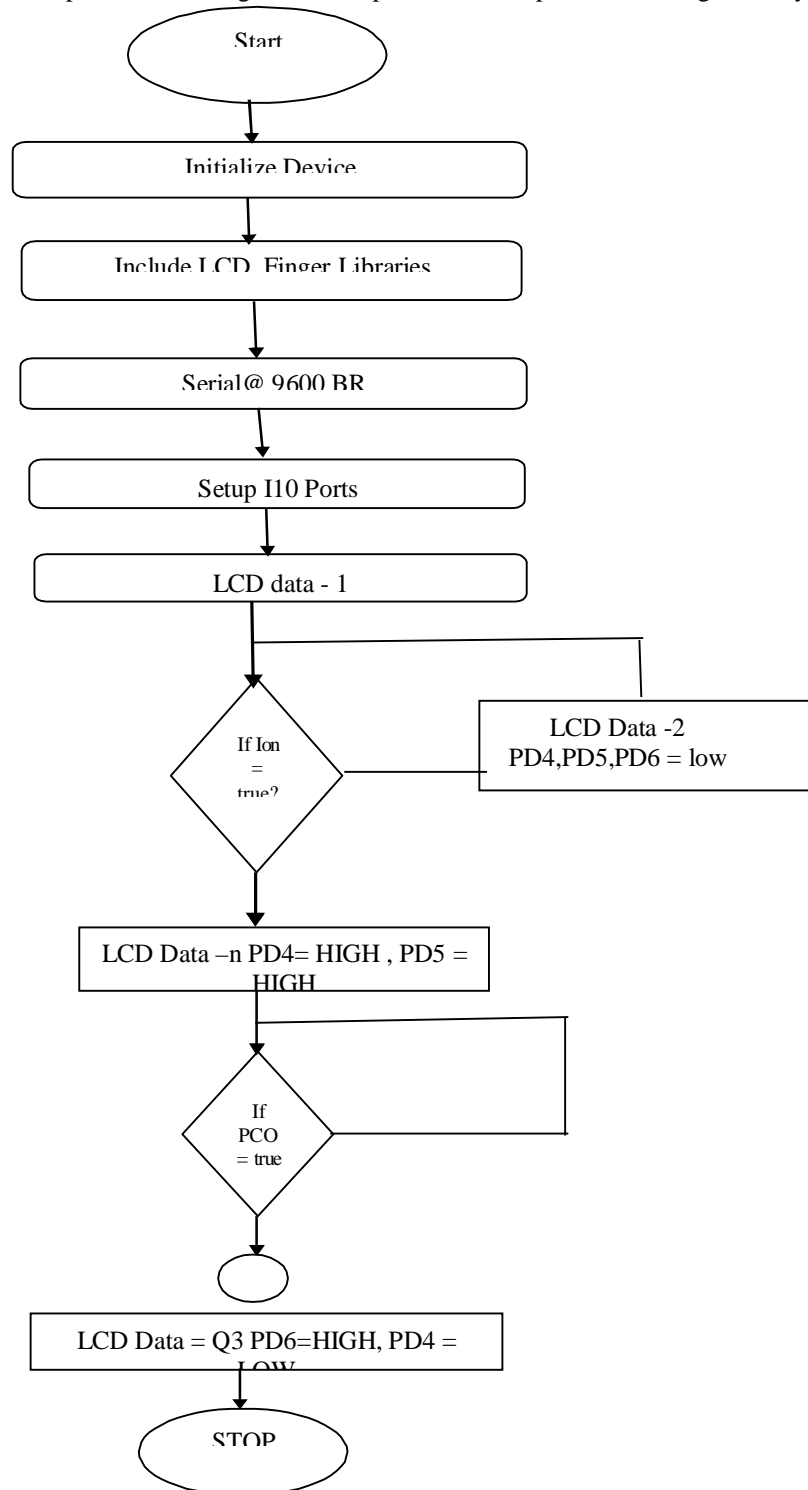 Start
Initialize Device
Include LCD, Finger Libraries
Serial@ 9600 BR
Setup I10 Ports
LCD data - 1
If Ion
=
true?
LCD Data -2
PD4,PD5,PD6 = low
LCD Data –n PD4= HIGH , PD5 =
HIGH
If
PCO
= true
LCD Data = Q3 PD6=HIGH, PD4 =
LOW
STOP